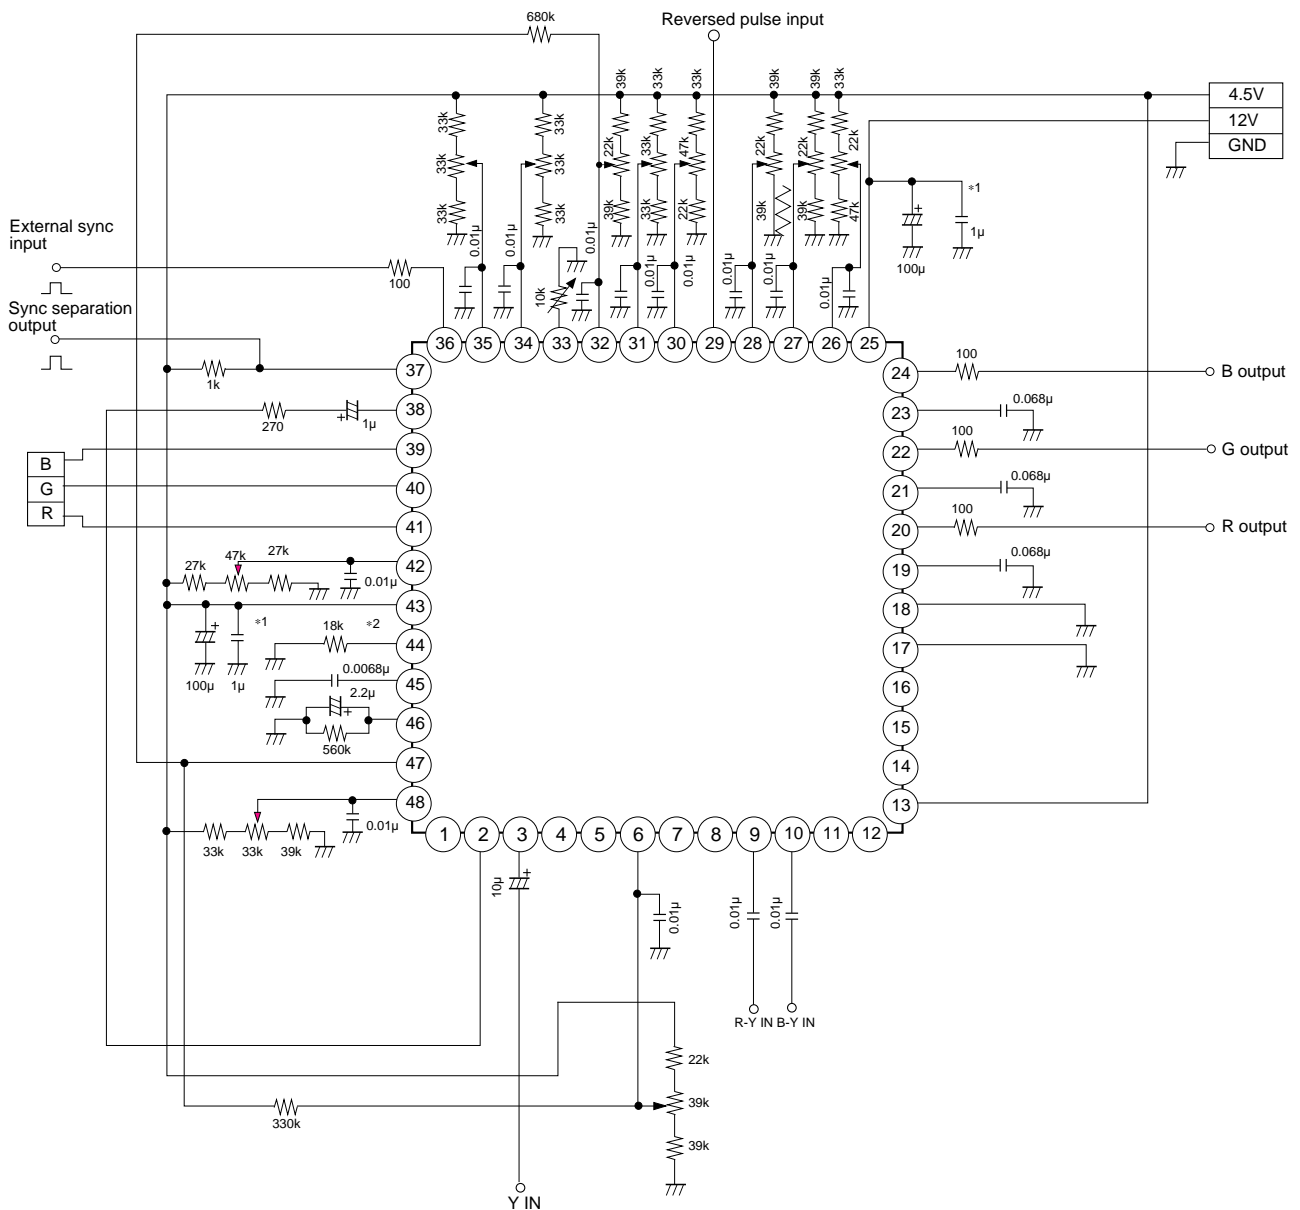 680k
Reversed pulse input
39k
33k
33k
39k
39k
33k
4.5V
12V
GND
33k
33k
22k
33k
47k
22k
22k
22k
33k
33k
33k
33k
39k
33k
22k
39k
39k
47k
*1
100µ
1µ
External sync
input
100
0.01µ
0.01µ
10k
0.01µ
0.01µ
0.01µ
0.01µ
0.01µ
0.01µ
Sync separation
output
36
35
34
33
32
31
30
29
28
27
26
25
1k
37
24
100
B output
270
1µ
38
23
0.068µ
B
39
22
100
G output
G
40
21
0.068µ
R
41
20
100
R output
27k
47k
27k
0.01µ
42
19
0.068µ
100µ
1µ
*1
43
18
18k
*2
44
17
0.0068µ
45
16
2.2µ
560k
46
15
47
14
33k
33k
39k
0.01µ
48
13
1
2
3
4
5
6
7
8
9
10
11
12
10µ
0.01µ
0.01µ
0.01µ
R-Y IN
B-Y IN
22k
39k
330k
39k
Y IN